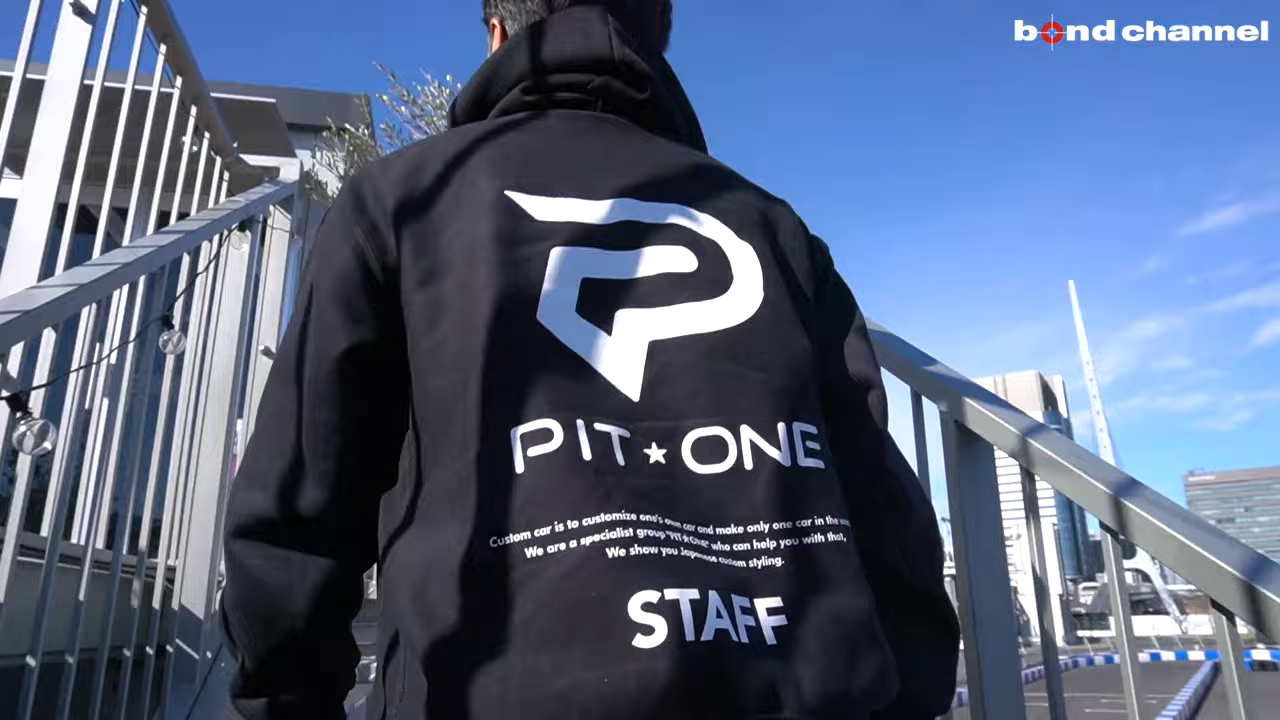 bond channel
PIT★ONE
Custom car is to customize one's own car and make only one car in the
We are a specialist group "PIT★ONE" who can help you with that,
We show you Japanese custom styling.
STAFF